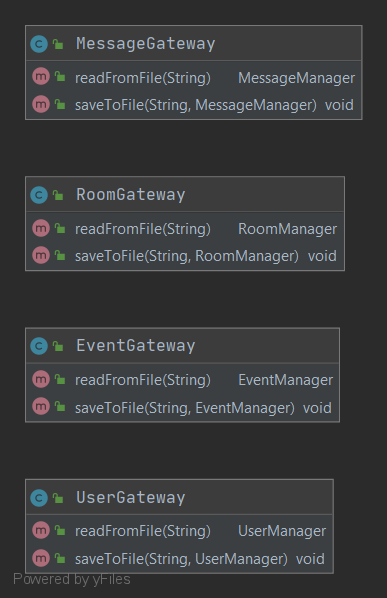 MessageGateway
readFromFile(String) MessageManager
saveToFile(String, MessageManager) void
RoomGateway
readFromFile(String) RoomManager
saveToFile(String, RoomManager) void
EventGateway
readFromFile(String) EventManager
saveToFile(String, EventManager) void
UserGateway
readFromFile(String) UserManager
saveToFile(String, UserManager) void
Powered by yFiles